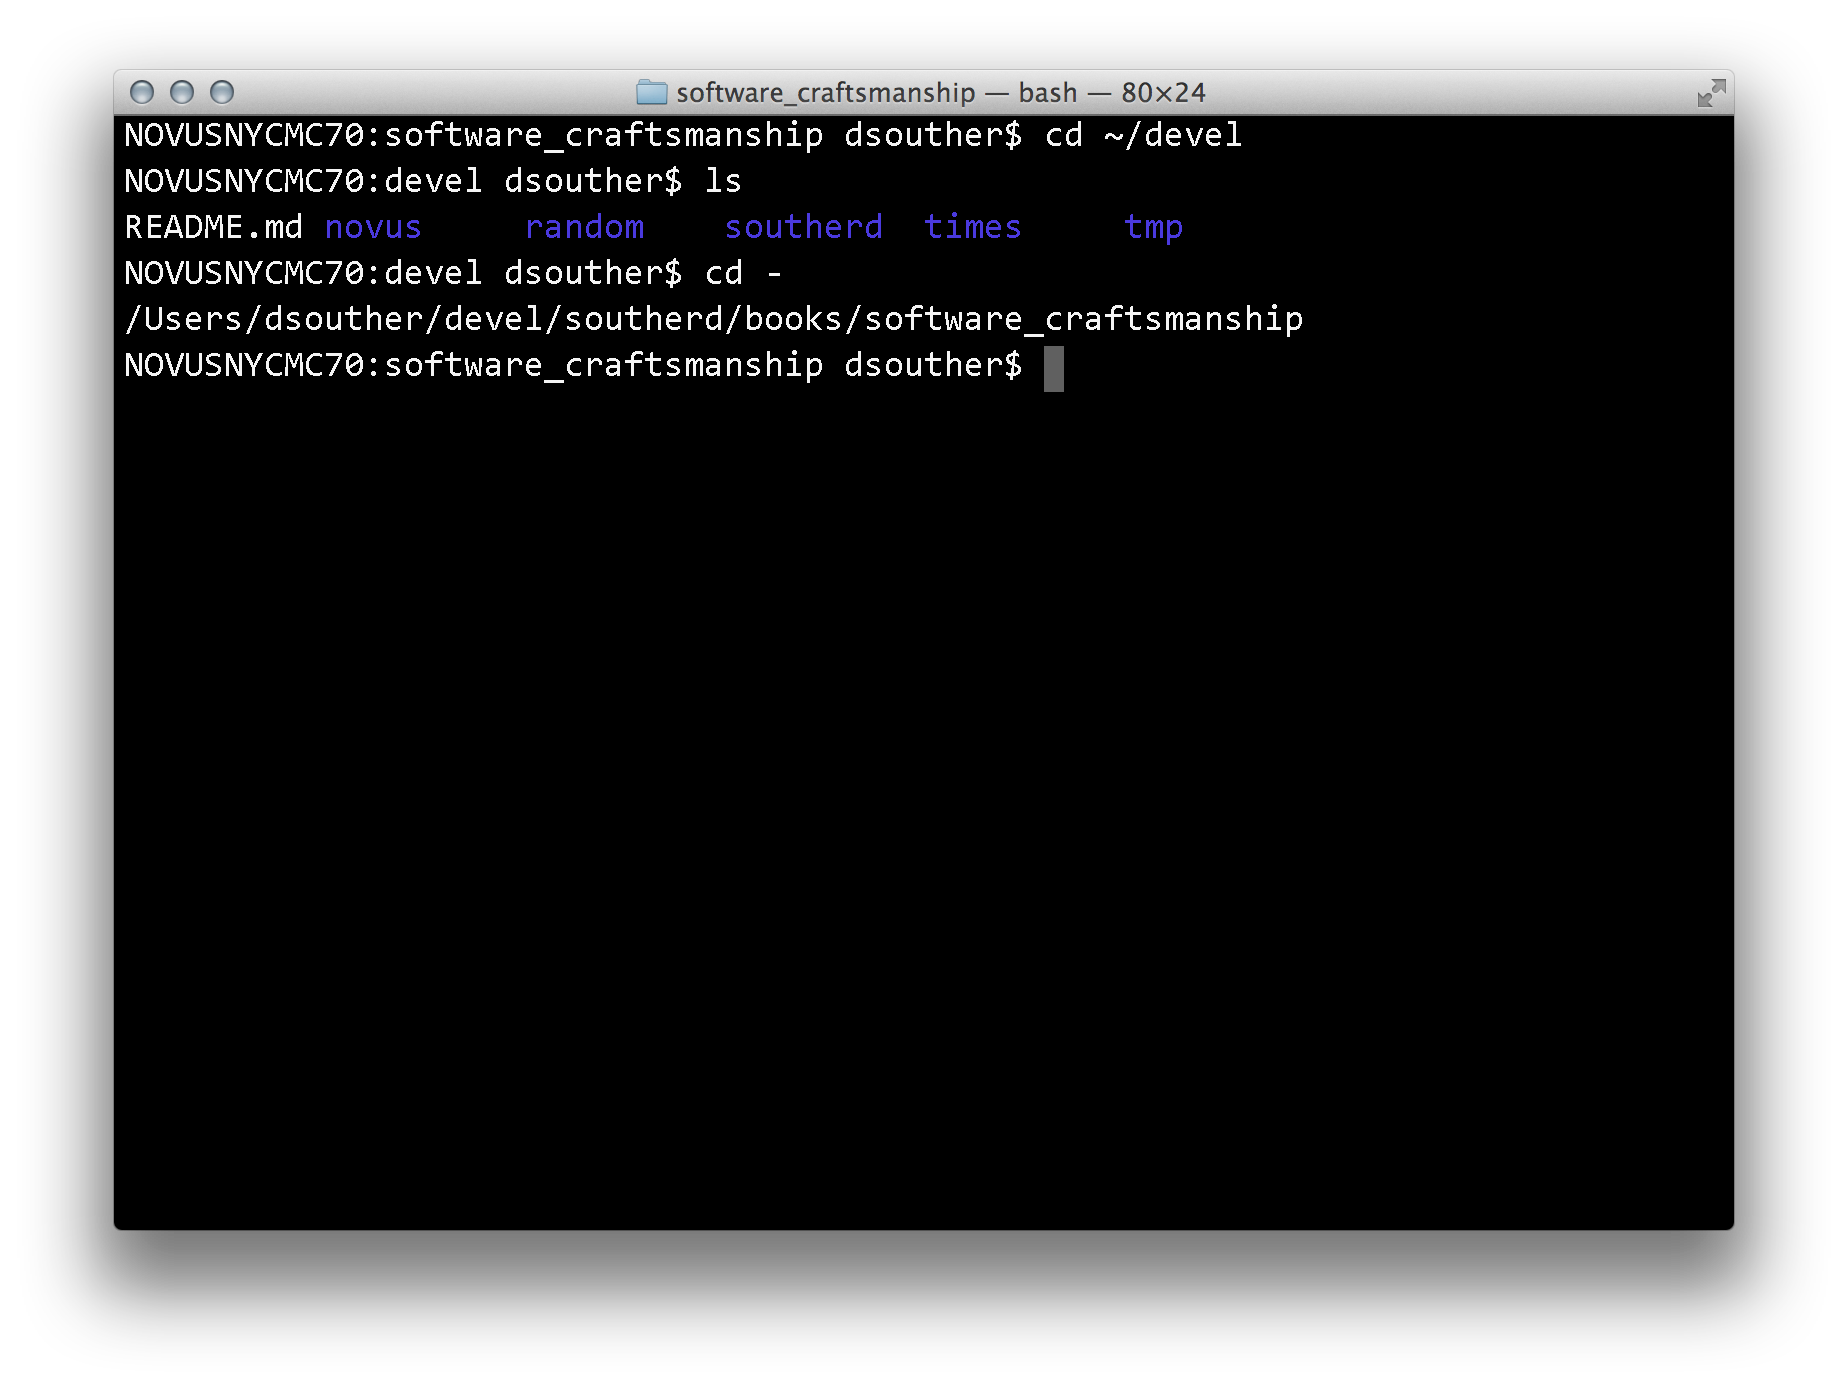 software_craftsmanship — bash — 80×24
NOVUSNYCMC70:software_craftsmanship dsouther$ cd ~/devel
NOVUSNYCMC70:devel dsouther$ ls
README.md novus     random    southerd  times     tmp
NOVUSNYCMC70:devel dsouther$ cd -
/Users/dsouther/devel/southerd/books/software_craftsmanship
NOVUSNYCMC70:software_craftsmanship dsouther$